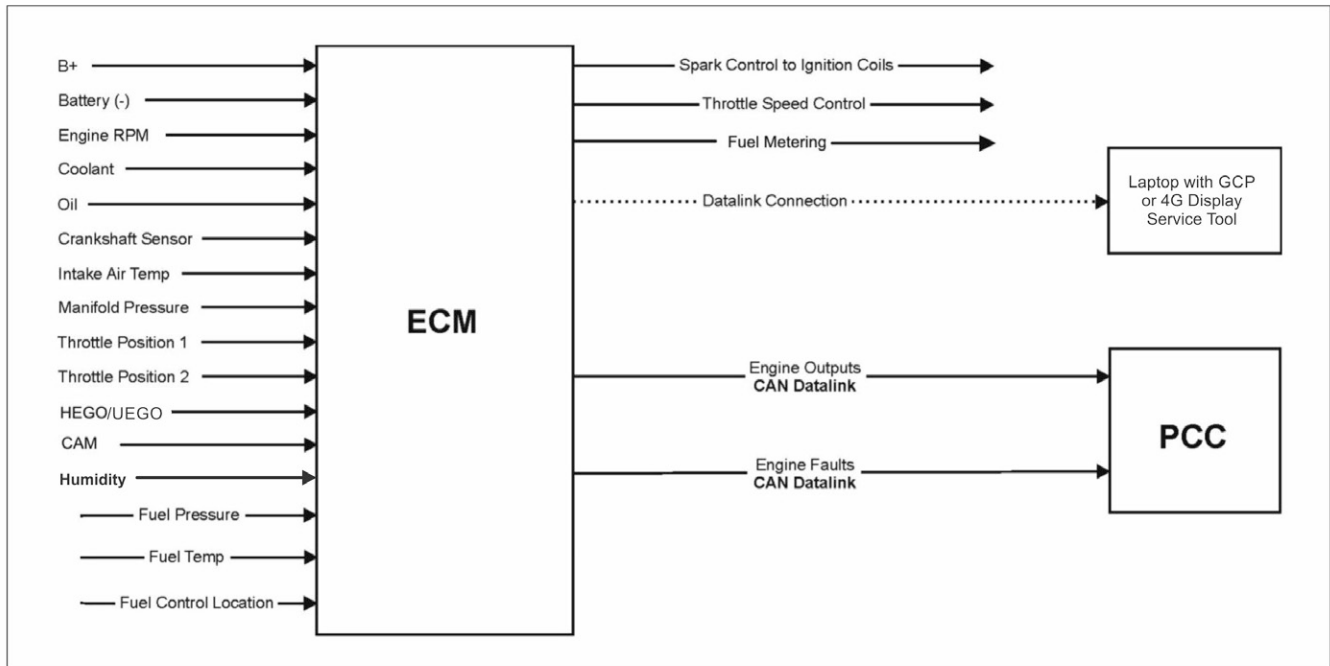 B+
Battery (-)
Engine RPM
Coolant
Oil
Crankshaft Sensor
Intake Air Temp
Manifold Pressure
Throttle Position 1
Throttle Position 2
HEGO/UEGO
CAM
Humidity
Fuel Pressure
Fuel Temp
Fuel Control Location
ECM
Spark Control to Ignition Coils
Throttle Speed Control
Fuel Metering
Datalink Connection
Laptop with GCP
or 4G Display
Service Tool
Engine Outputs
CAN Datalink
Engine Faults
CAN Datalink
PCC